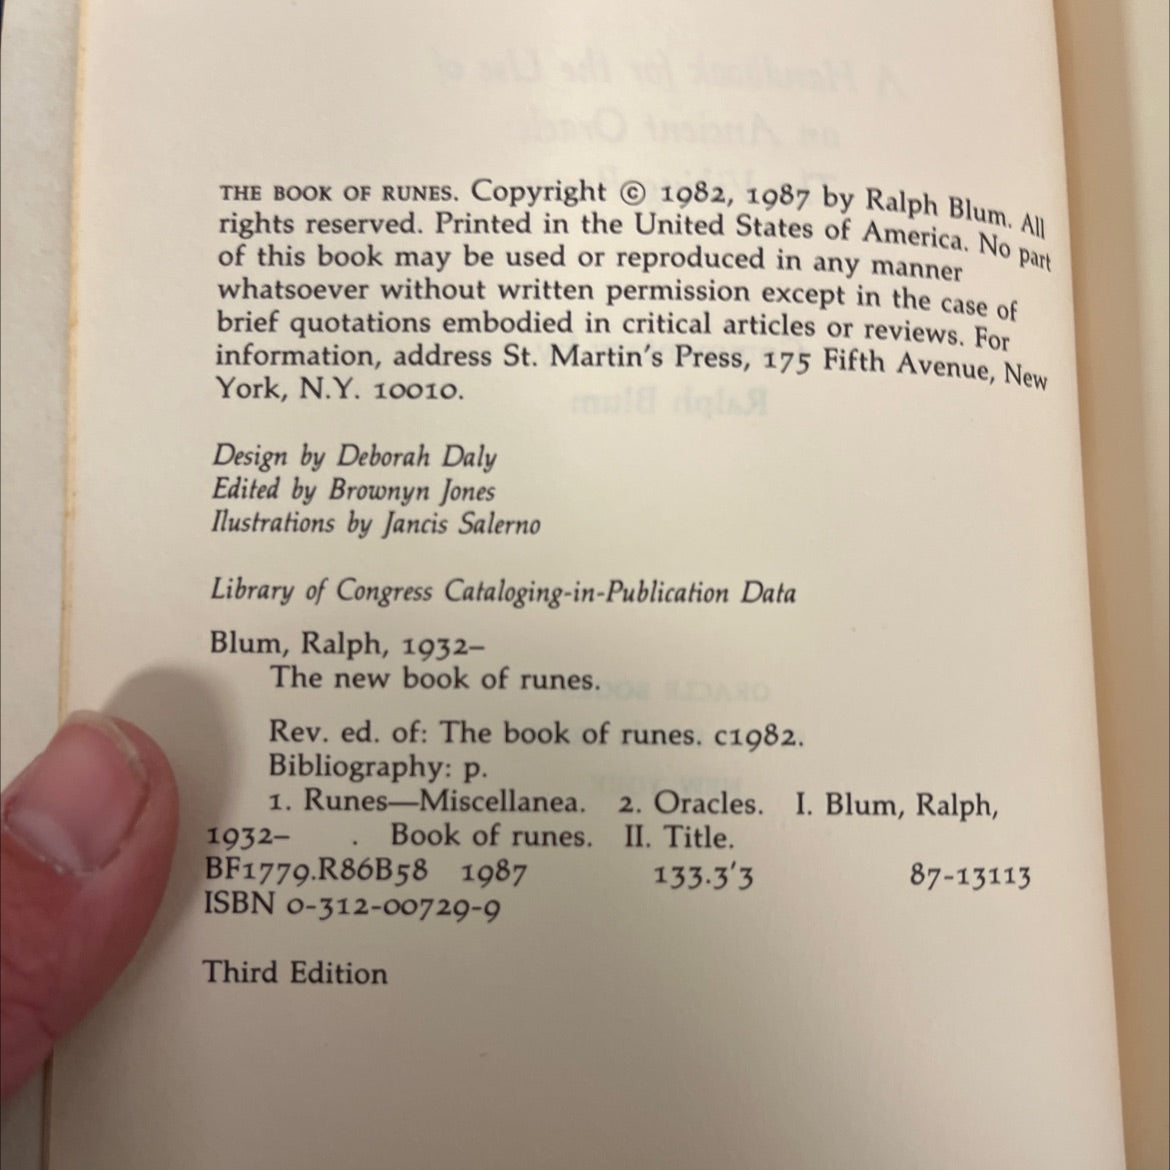 THE BOOK OF RUNES. Copyright © 1982, 1987 by Ralph Blum. All
rights reserved. Printed in the United States of America. No part
of this book may be used or reproduced in any manner
whatsoever without written permission except in the case of
brief quotations embodied in critical articles or reviews. For
information, address St. Martin's Press, 175 Fifth Avenue, New
York, N.Y. 10010.
Design by Deborah Daly
Edited by Brownyn Jones
Ilustrations by Jancis Salerno
Library of Congress Cataloging-in-Publication Data
Blum, Ralph, 1932–
The new book of runes.
Rev. ed. of: The book of runes. c1982.
Bibliography: p.
1. Runes—Miscellanea. 2. Oracles. I. Blum, Ralph,
1932– . Book of runes. II. Title.
BF1779.R86B58 1987 133.3'3 87-13113
ISBN 0-312-00729-9
Third Edition